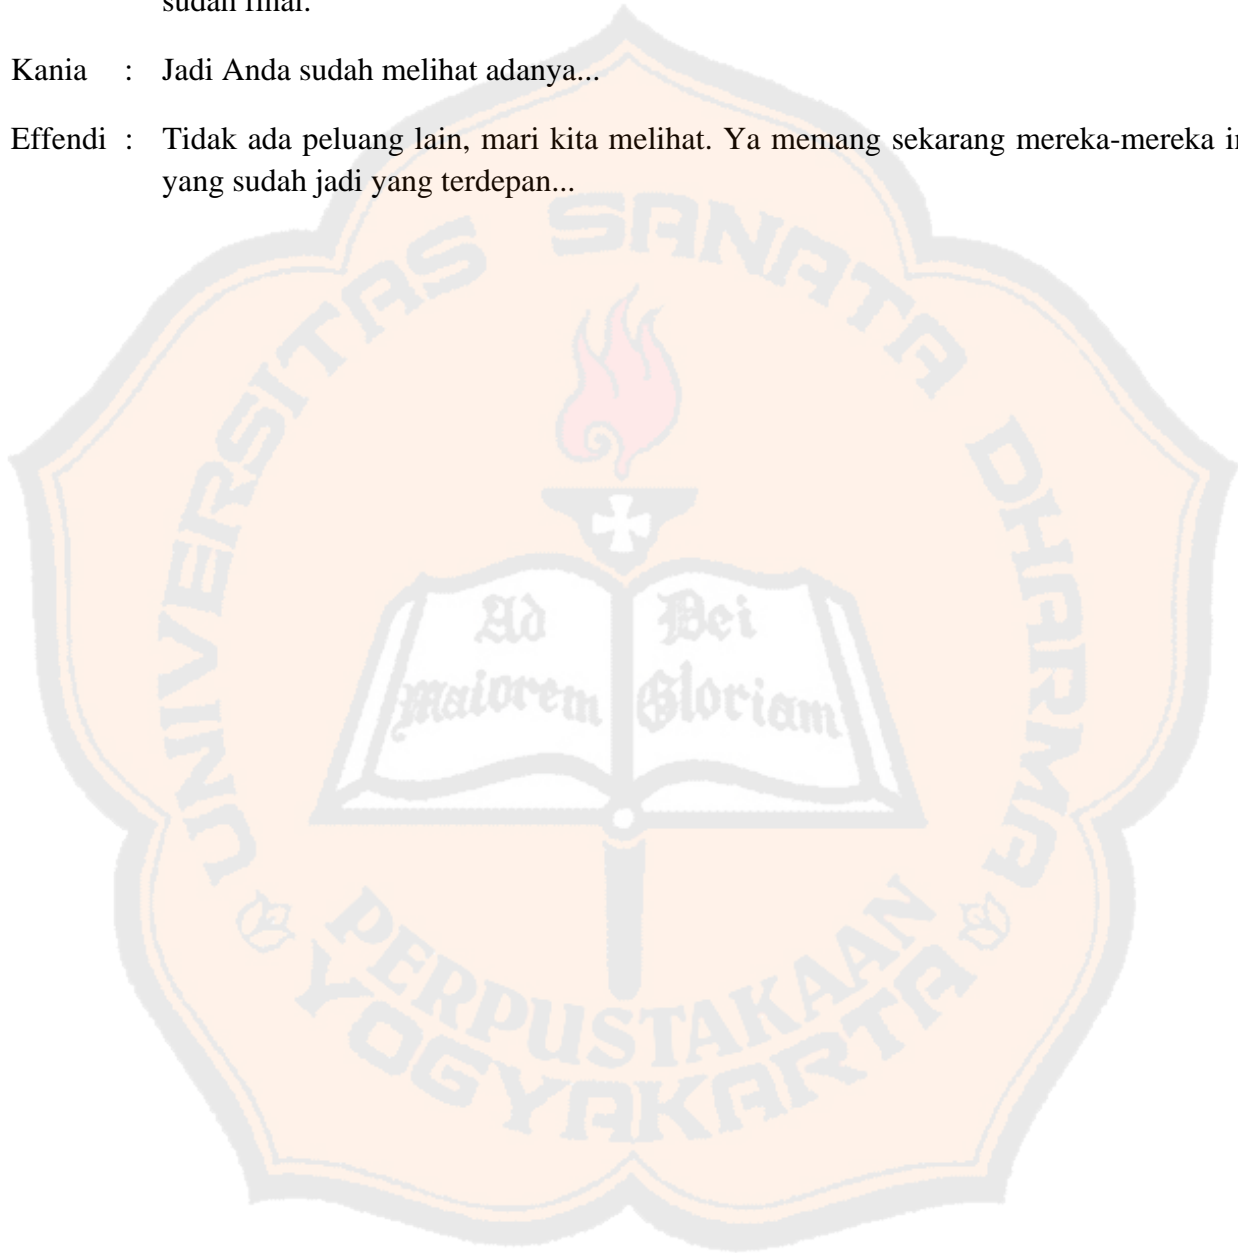 sudah final.
Kania : Jadi Anda sudah melihat adanya...
Effendi : Tidak ada peluang lain, mari kita melihat. Ya memang sekarang mereka-mereka
yang sudah jadi yang terdepan...
UNIVERSITAS SANATA DHARMA
Ad Dei
Maiorem Gloriam
PERPUSTAKAAN
YOGYAKARTA